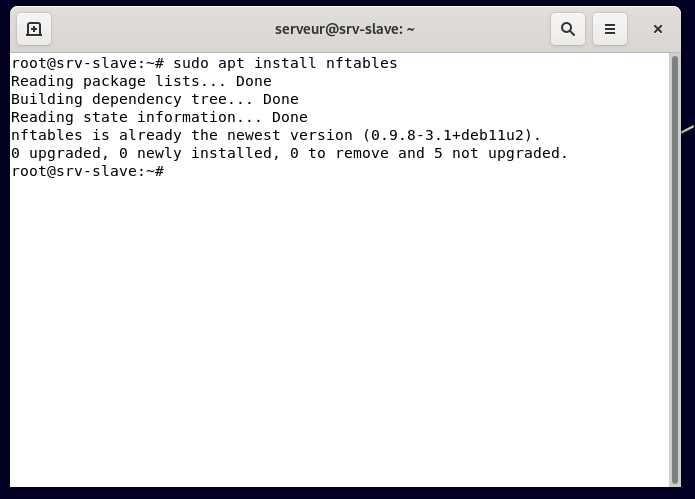 serveur@srv-slave: ~
root@srv-slave:~# sudo apt install nftables
Reading package lists... Done
Building dependency tree... Done
Reading state information... Done
nftables is already the newest version (0.9.8-3.1+deb11u2).
0 upgraded, 0 newly installed, 0 to remove and 5 not upgraded.
root@srv-slave:~#